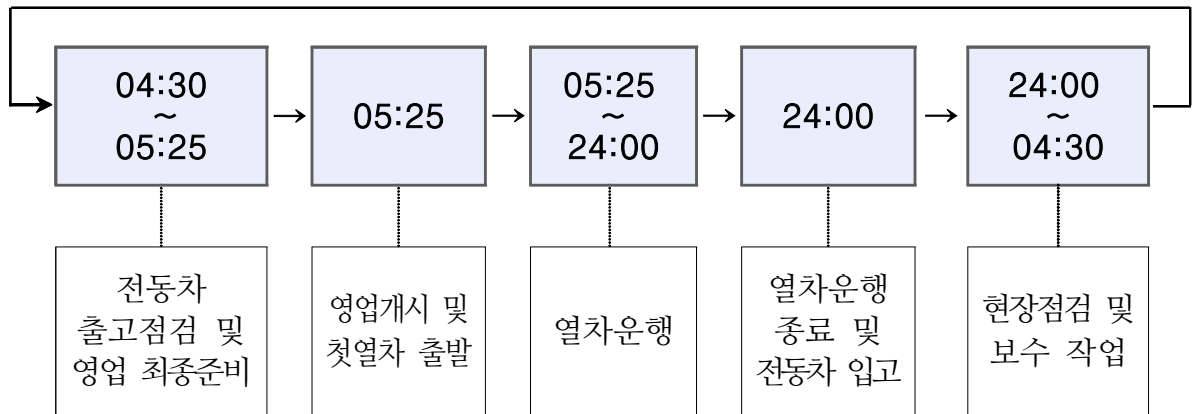 04:30
~
05:25
05:25
05:25
~
24:00
24:00
24:00
~
04:30
전동차
출고점검 및
영업 최종준비
영업개시 및
첫열차 출발
열차운행
열차운행
종료 및
전동차 입고
현장점검 및
보수 작업